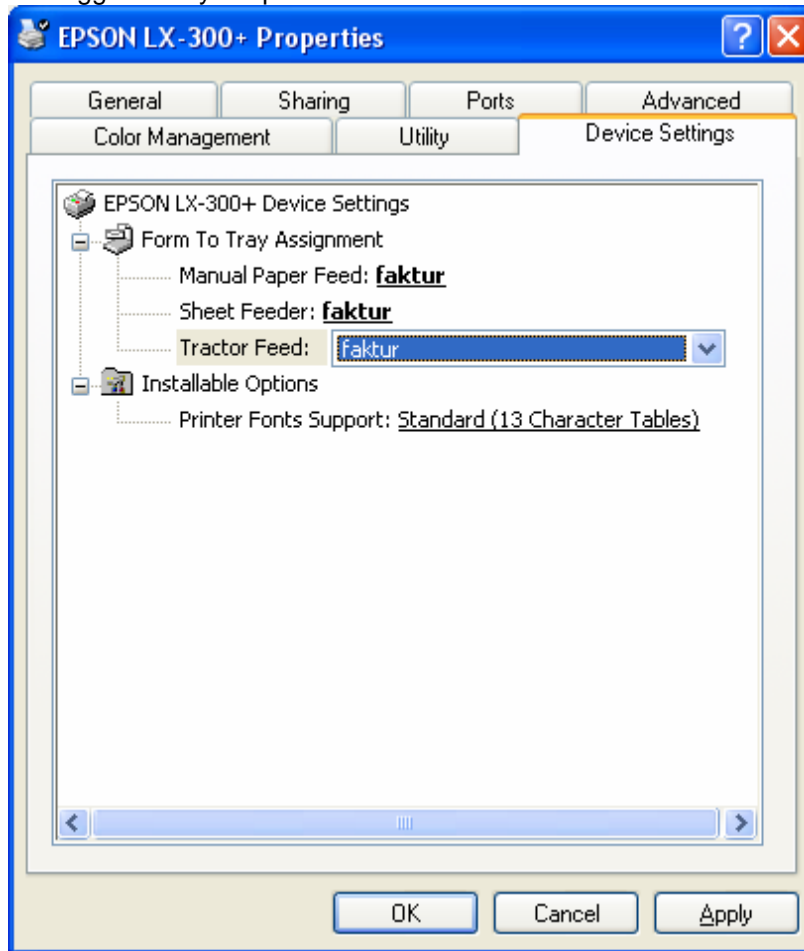 EPSON LX-300+ Properties
General Sharing Ports Advanced
Color Management Utility Device Settings
EPSON LX-300+ Device Settings
Form To Tray Assignment
Manual Paper Feed: faktur
Sheet Feeder: faktur
Tractor Feed: faktur
Installable Options
Printer Fonts Support: Standard (13 Character Tables)
OK Cancel Apply